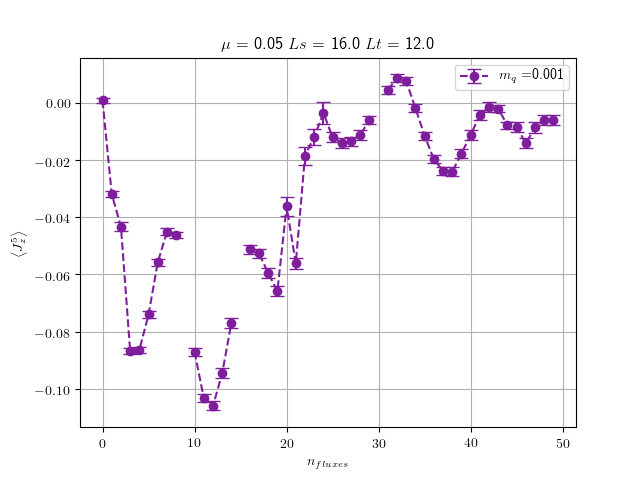 μ = 0.05 Ls = 16.0 Lt = 12.0
m_q =0.001
0.00
−0.02
−0.04
−0.06
−0.08
−0.10
⟨J_z^5⟩
0 10 20 30 40 50
n_fluxes